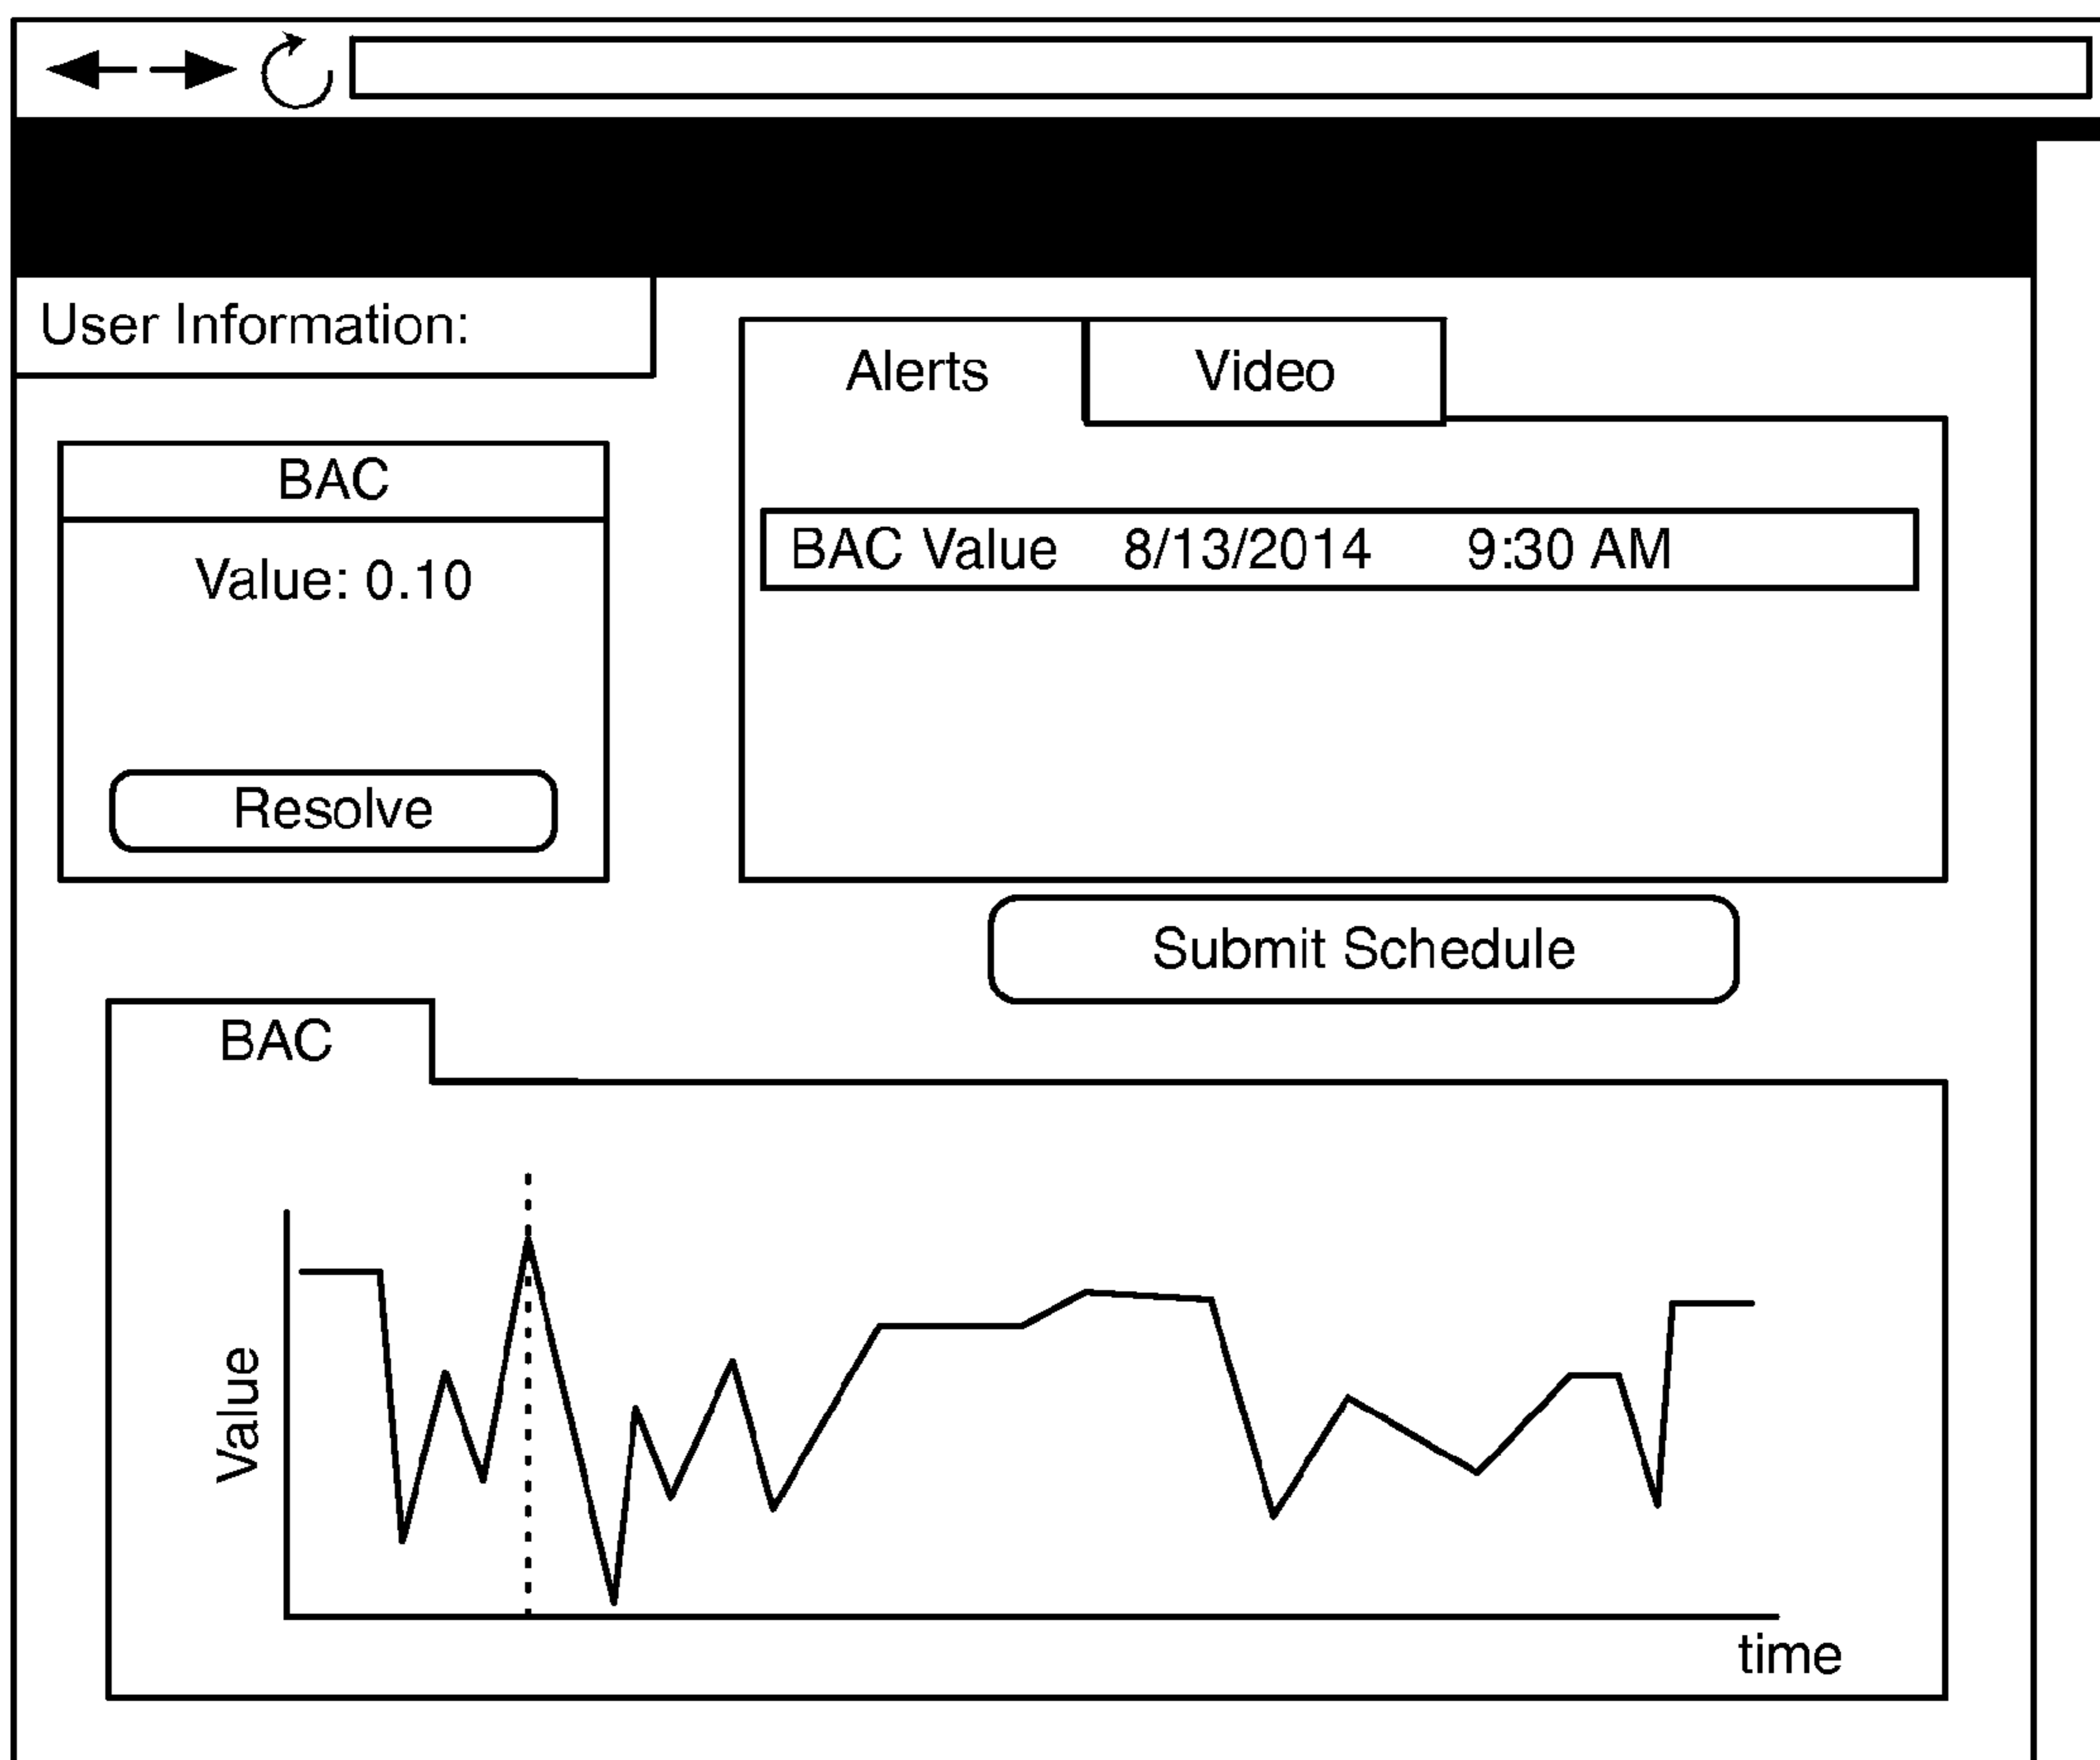 User Information:
Alerts
Video
BAC
Value: 0.10
Resolve
BAC Value 8/13/2014 9:30 AM
Submit Schedule
BAC
Value
time